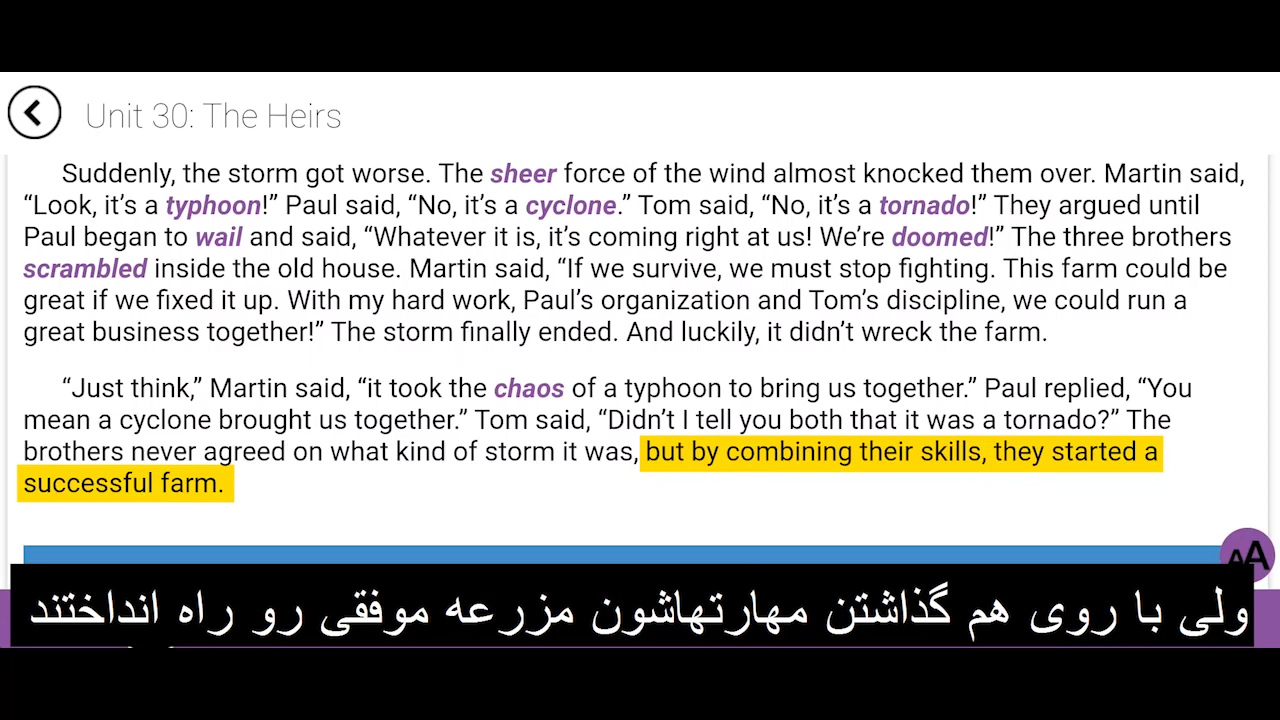 Unit 30: The Heirs
Suddenly, the storm got worse. The sheer force of the wind almost knocked them over. Martin said,
“Look, it’s a typhoon!” Paul said, “No, it’s a cyclone.” Tom said, “No, it’s a tornado!” They argued until
Paul began to wail and said, “Whatever it is, it’s coming right at us! We’re doomed!” The three brothers
scrambled inside the old house. Martin said, “If we survive, we must stop fighting. This farm could be
great if we fixed it up. With my hard work, Paul’s organization and Tom’s discipline, we could run a
great business together!” The storm finally ended. And luckily, it didn’t wreck the farm.
“Just think,” Martin said, “it took the chaos of a typhoon to bring us together.” Paul replied, “You
mean a cyclone brought us together.” Tom said, “Didn’t I tell you both that it was a tornado?” The
brothers never agreed on what kind of storm it was, but by combining their skills, they started a
successful farm.
AA
ولی با روی هم گذاشتن مهارتهاشون مزرعه موفقی رو راه انداختند